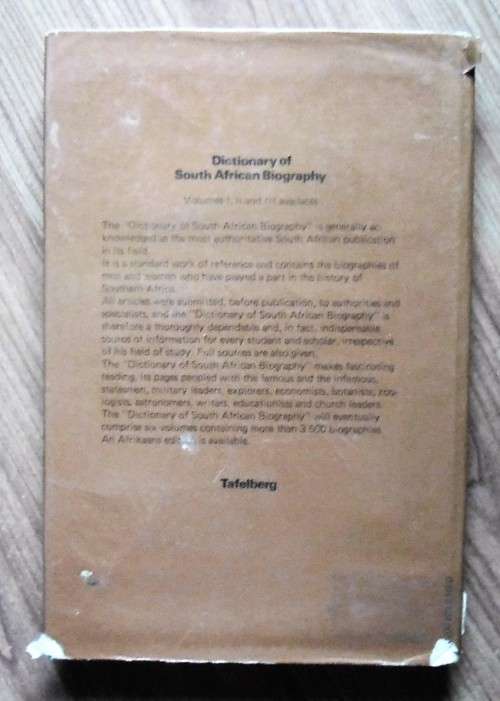 Dictionary of
South African Biography
Volumes I, II and III available
The "Dictionary of South African Biography" is generally ac-
knowledged as the most authoritative South African publication
in its field.
It is a standard work of reference and contains the biographies of
men and women who have played a part in the history of
Southern Africa.
All articles were submitted, before publication, to authorities and
specialists, and the "Dictionary of South African Biography" is
therefore a thoroughly dependable and, in fact, indispensable
source of information for every student and scholar, irrespective
of his field of study. Full sources are also given.
The "Dictionary of South African Biography" makes fascinating
reading, its pages peopled with the famous and the infamous,
statesmen, military leaders, explorers, economists, botanists, zoo-
logists, astronomers, writers, educationists and church leaders.
The "Dictionary of South African Biography" will eventually
comprise six volumes containing more than 3 500 biographies.
An Afrikaans edition is available.
Tafelberg